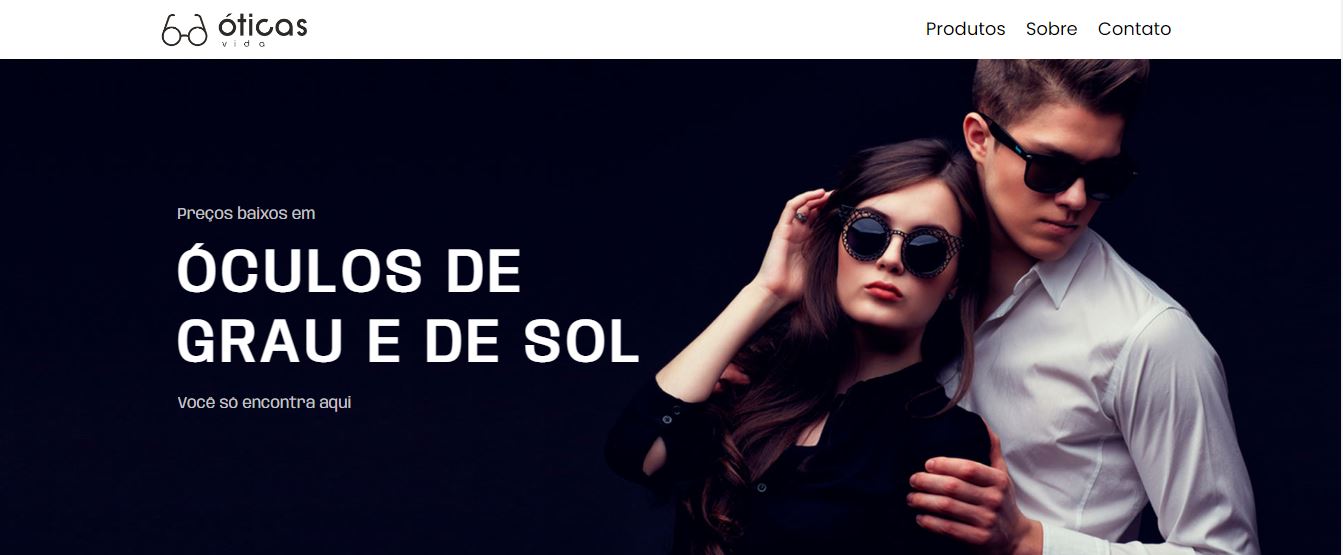 óticas
vida
Produtos Sobre Contato
Preços baixos em
ÓCULOS DE
GRAU E DE SOL
Você só encontra aqui